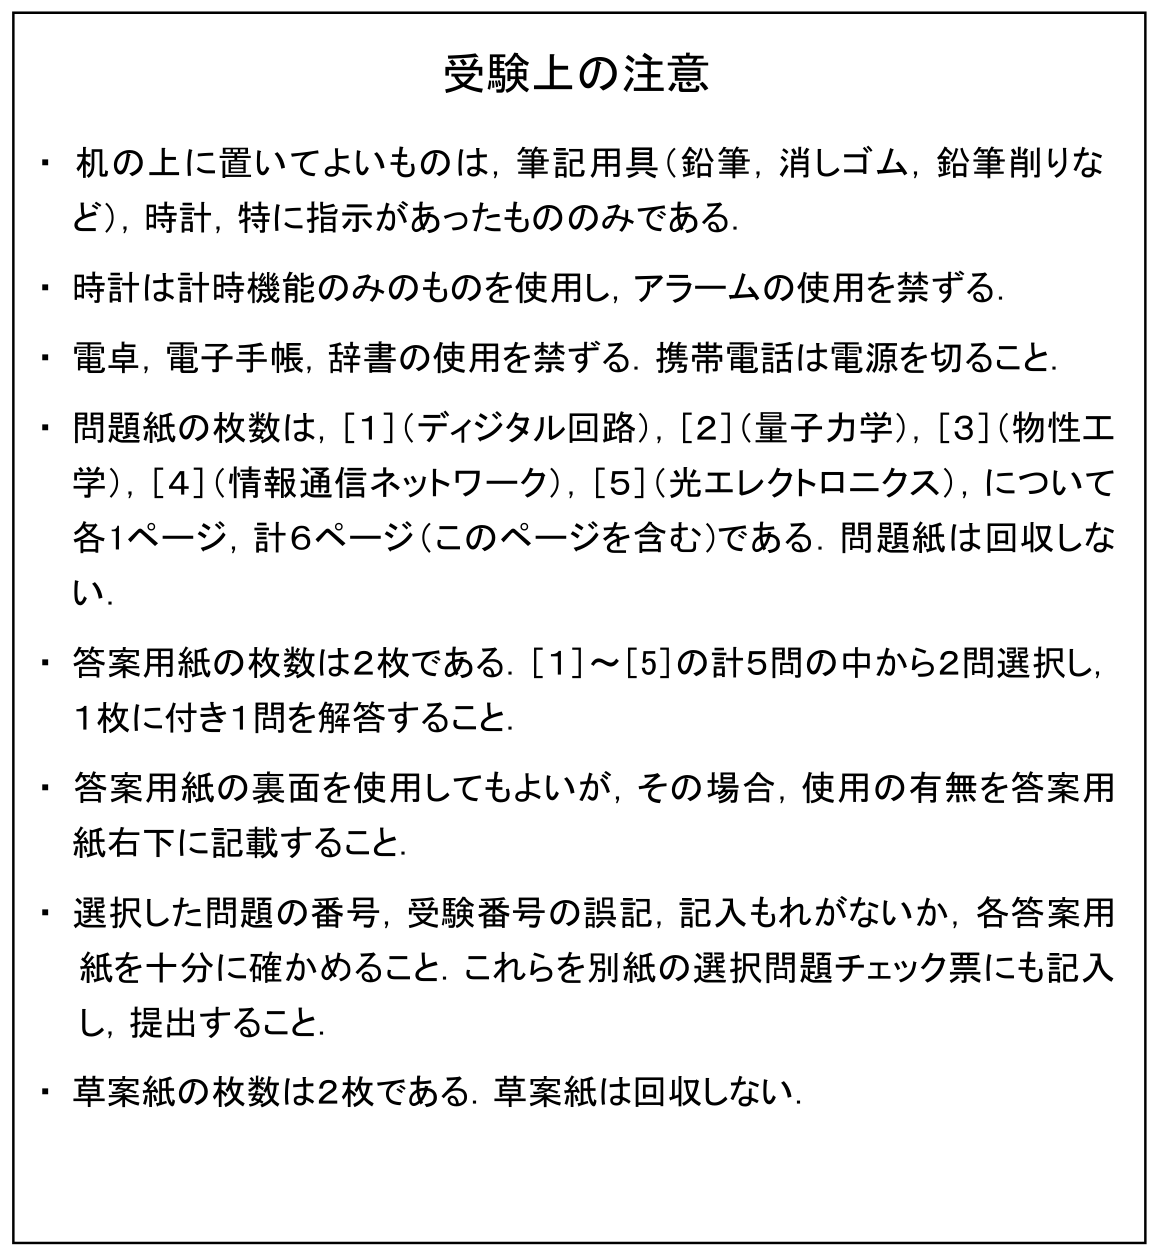 受験上の注意
・ 机の上に置いてよいものは，筆記用具（鉛筆，消しゴム，鉛筆削りな
ど），時計，特に指示があったもののみである．
・ 時計は計時機能のみのものを使用し，アラームの使用を禁ずる．
・ 電卓，電子手帳，辞書の使用を禁ずる．携帯電話は電源を切ること．
・ 問題紙の枚数は，［１］（ディジタル回路），［２］（量子力学），［３］（物性工
学），［４］（情報通信ネットワーク），［５］（光エレクトロニクス），について
各1ページ，計６ページ（このページを含む）である．問題紙は回収しな
い．
・ 答案用紙の枚数は２枚である．［１］～［5］の計５問の中から２問選択し，
１枚に付き１問を解答すること．
・ 答案用紙の裏面を使用してもよいが，その場合，使用の有無を答案用
紙右下に記載すること．
・ 選択した問題の番号，受験番号の誤記，記入もれがないか，各答案用
紙を十分に確かめること．これらを別紙の選択問題チェック票にも記入
し，提出すること．
・ 草案紙の枚数は２枚である．草案紙は回収しない．